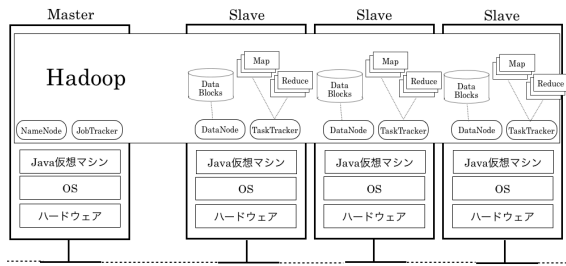 Master
Slave
Slave
Slave
Hadoop
Data
Blocks
Map
Reduce
Data
Blocks
Map
Reduce
Data
Blocks
Map
Reduce
NameNode
JobTracker
DataNode
TaskTracker
DataNode
TaskTracker
DataNode
TaskTracker
Java仮想マシン
Java仮想マシン
Java仮想マシン
Java仮想マシン
OS
OS
OS
OS
ハードウェア
ハードウェア
ハードウェア
ハードウェア